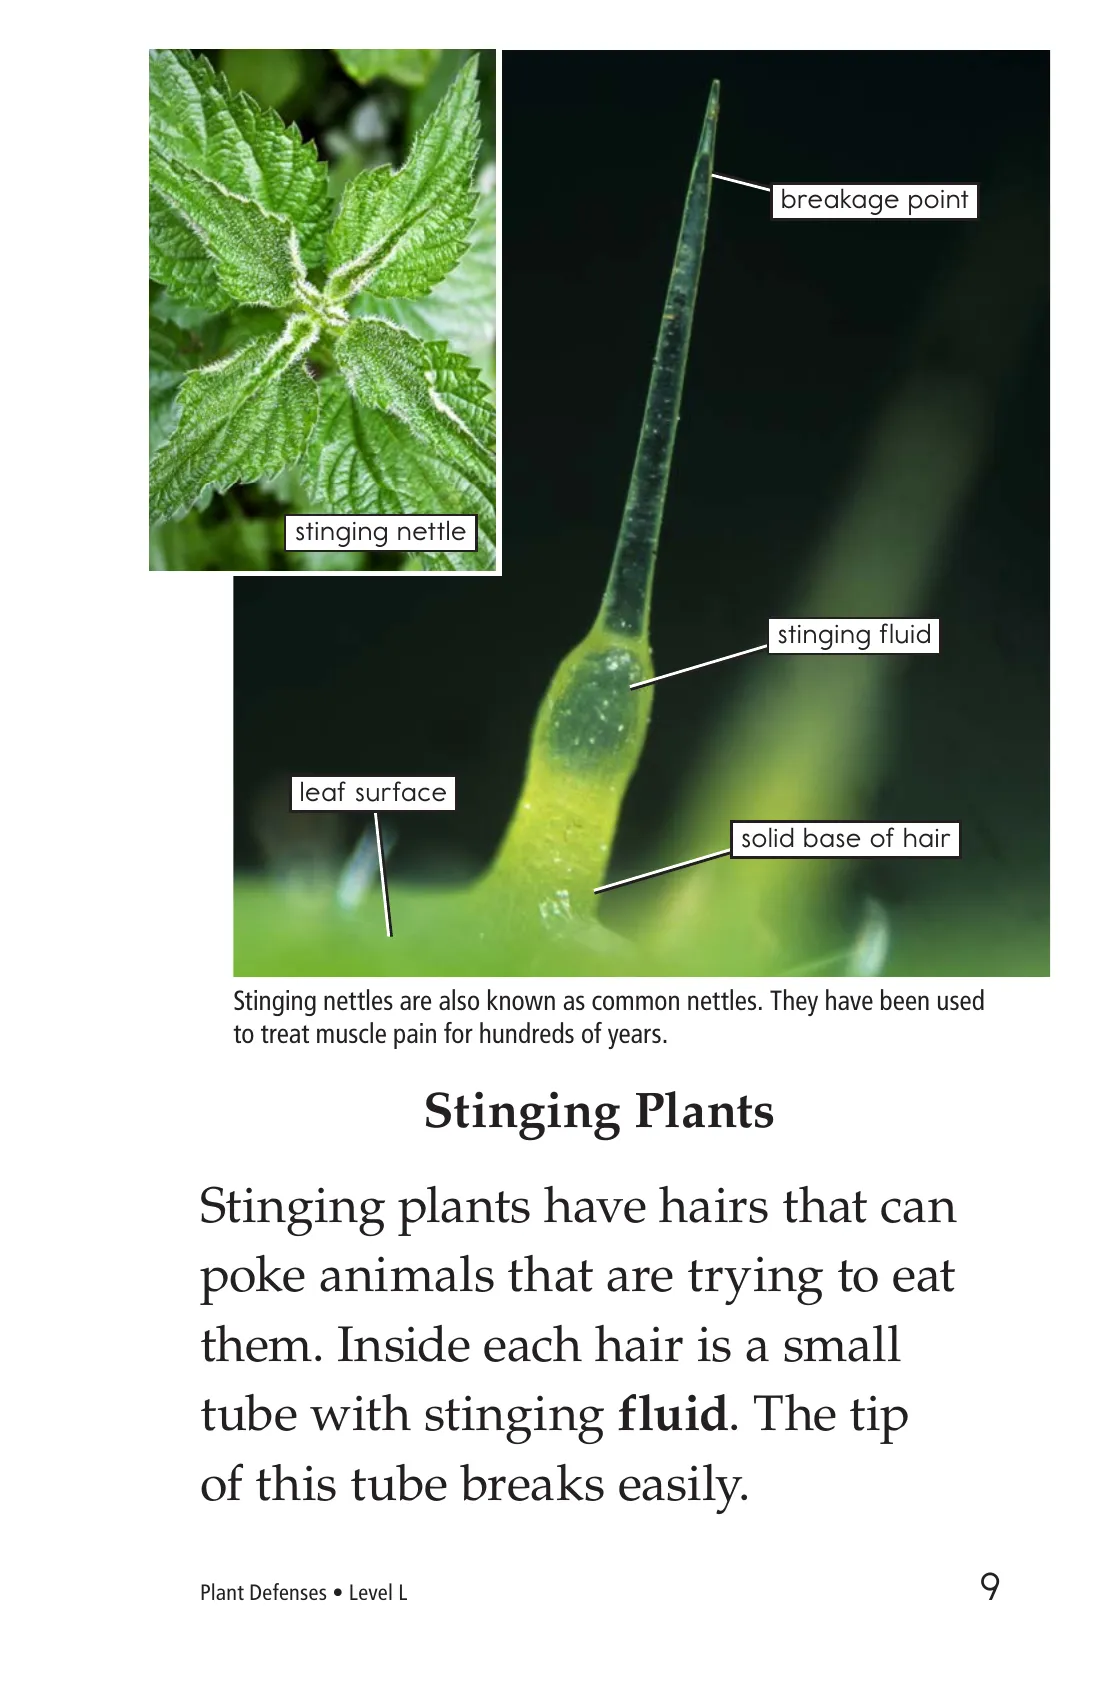 breakage point
stinging nettle
stinging fluid
leaf surface
solid base of hair
Stinging nettles are also known as common nettles. They have been used
to treat muscle pain for hundreds of years.
Stinging Plants
Stinging plants have hairs that can
poke animals that are trying to eat
them. Inside each hair is a small
tube with stinging fluid. The tip
of this tube breaks easily.
Plant Defenses • Level L
9